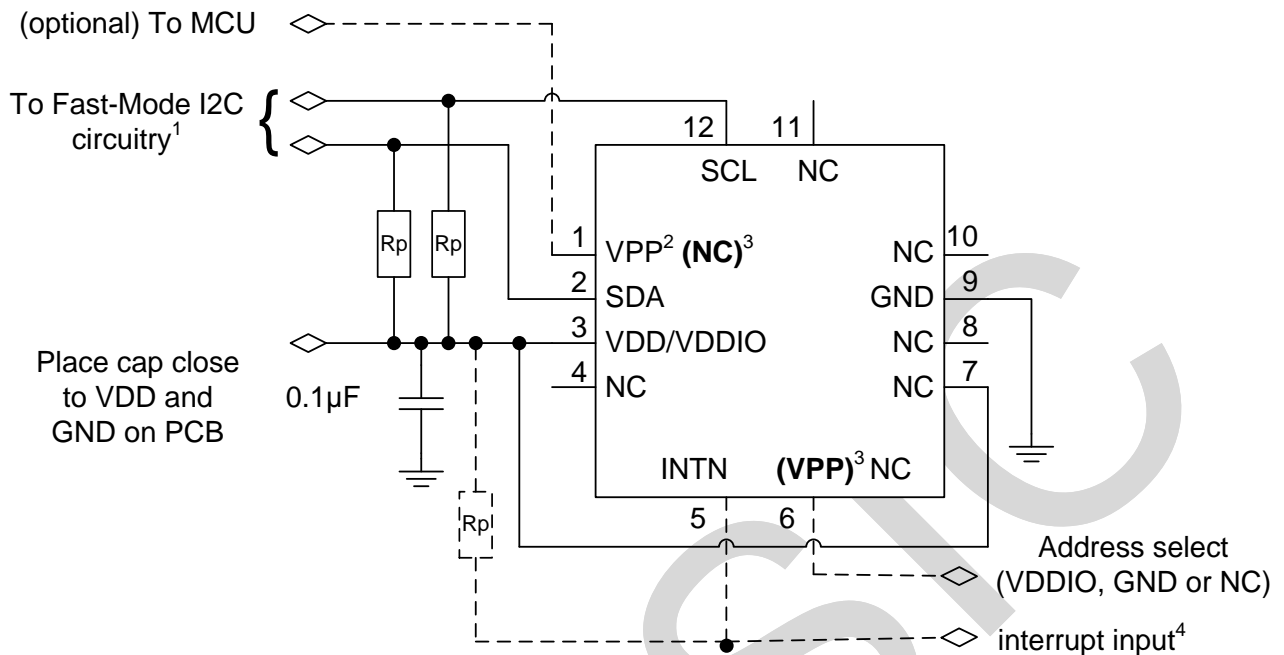 (optional) To MCU
To Fast-Mode I2C
circuitry¹
{
12
11
SCL
NC
Rp
Rp
1
VPP² (NC)³
NC
10
2
SDA
GND
9
3
VDD/VDDIO
NC
8
4
NC
NC
7
Place cap close
to VDD and
GND on PCB
0.1µF
INTN
(VPP)³ NC
5
6
Rp
Address select
(VDDIO, GND or NC)
interrupt input⁴
SIC